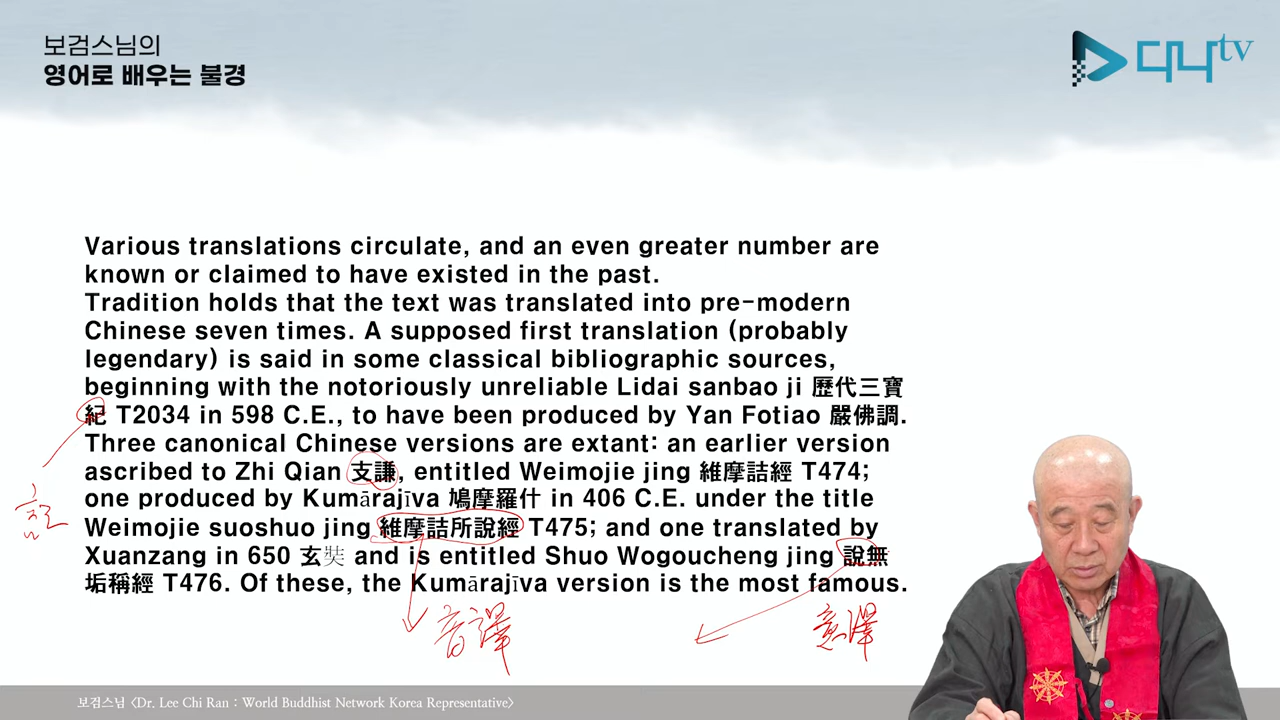 보검스님의
영어로 배우는 불경
디나tv
Various translations circulate, and an even greater number are
known or claimed to have existed in the past.
Tradition holds that the text was translated into pre-modern
Chinese seven times. A supposed first translation (probably
legendary) is said in some classical bibliographic sources,
beginning with the notoriously unreliable Lidai sanbao ji 歷代三寶
紀 T2034 in 598 C.E., to have been produced by Yan Fotiao 嚴佛調.
Three canonical Chinese versions are extant: an earlier version
ascribed to Zhi Qian 支謙, entitled Weimojie jing 維摩詰經 T474;
one produced by Kumārajīva 鳩摩羅什 in 406 C.E. under the title
Weimojie suoshuo jing 維摩詰所說經 T475; and one translated by
Xuanzang in 650 玄奘 and is entitled Shuo Wogoucheng jing 說無
垢稱經 T476. Of these, the Kumārajīva version is the most famous.
音譯
意譯
보검스님 <Dr. Lee Chi Ran : World Buddhist Network Korea Representative>